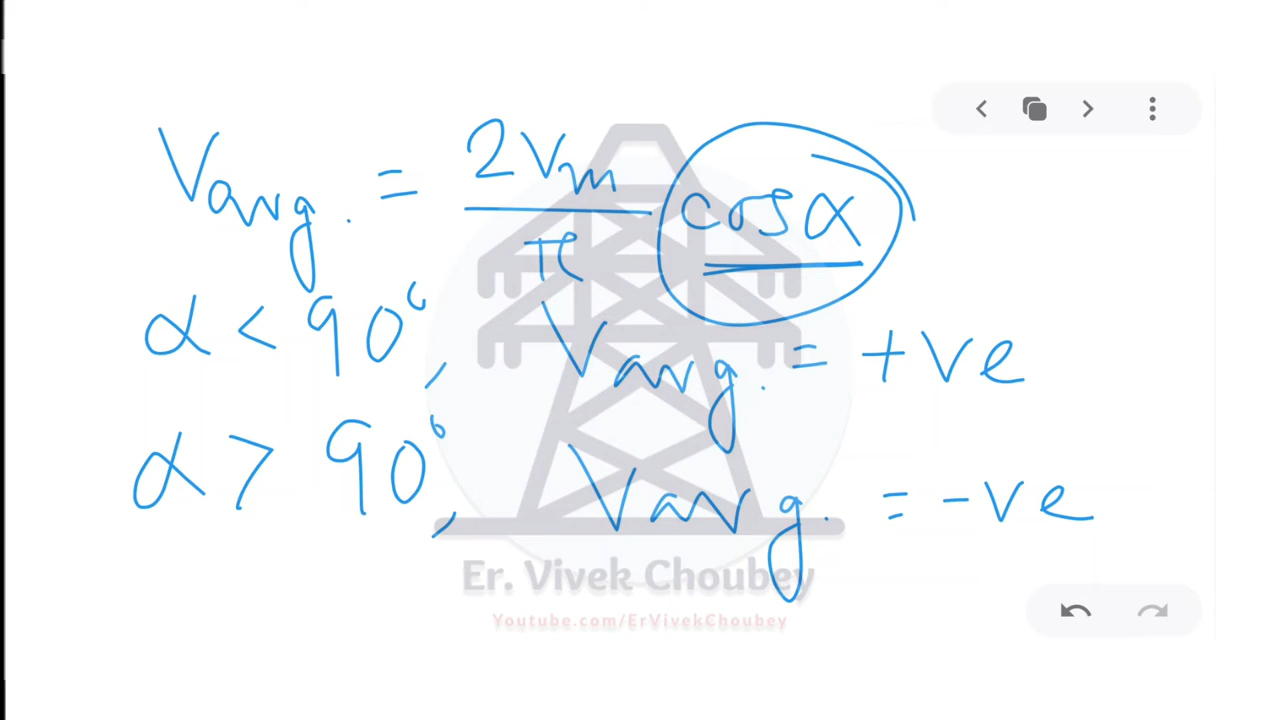 Vavg. = 2Vm/π cosα
α < 90°, Vavg. = +ve
α > 90°, Vavg. = -ve
Er. Vivek Choubey
Youtube.com/ErVivekChoubey